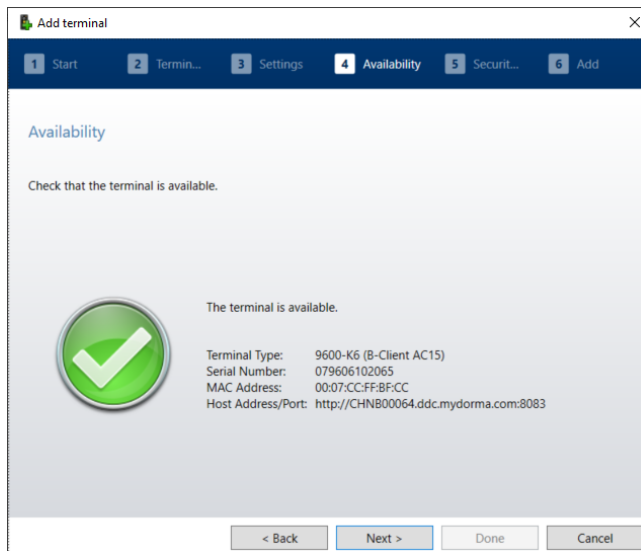 Add terminal
1 Start 2 Termin... 3 Settings 4 Availability 5 Securit... 6 Add
Availability
Check that the terminal is available.
The terminal is available.
Terminal Type: 9600-K6 (B-Client AC15)
Serial Number: 079606102065
MAC Address: 00:07:CC:FF:BF:CC
Host Address/Port: http://CHNB00064.ddc.mydorma.com:8083
< Back Next > Done Cancel